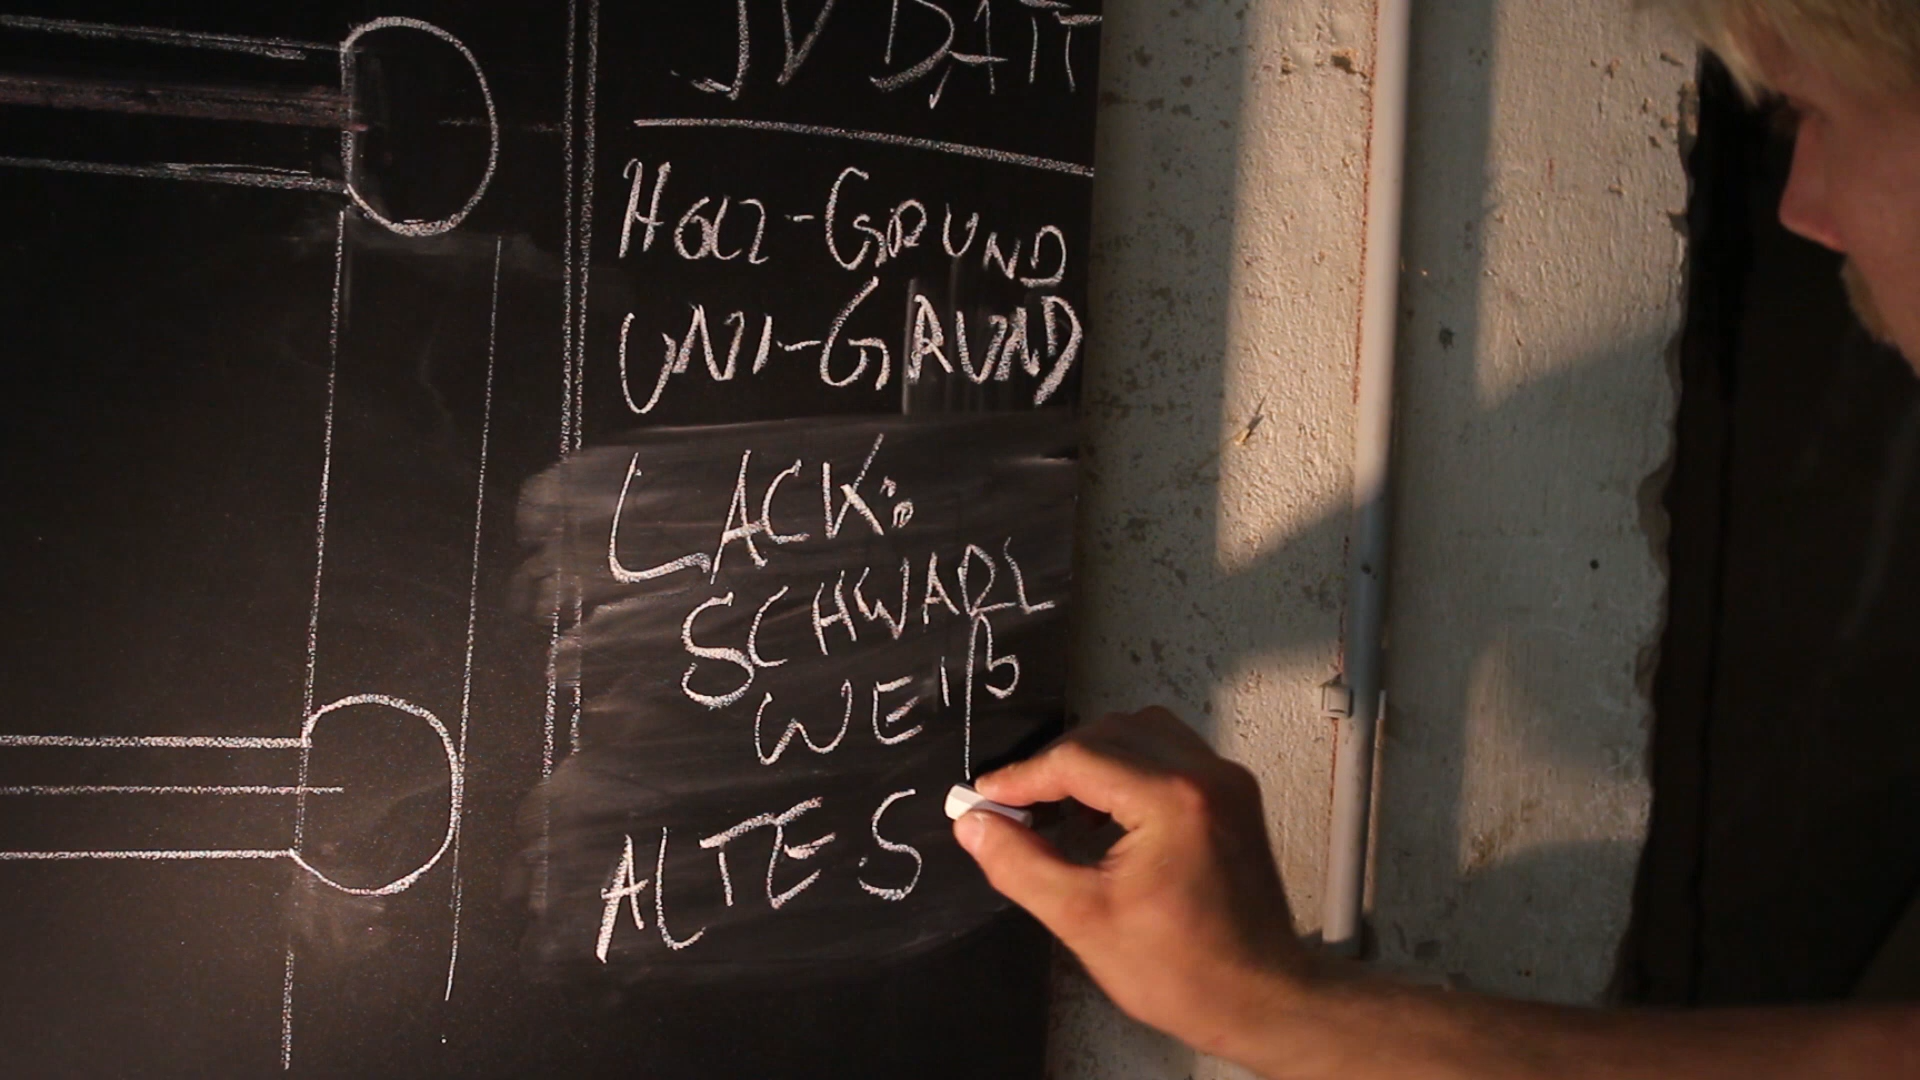 HOLZ-GRUND
UNI-GRUND
LACK:
SCHWARZ
WEIß
ALTES